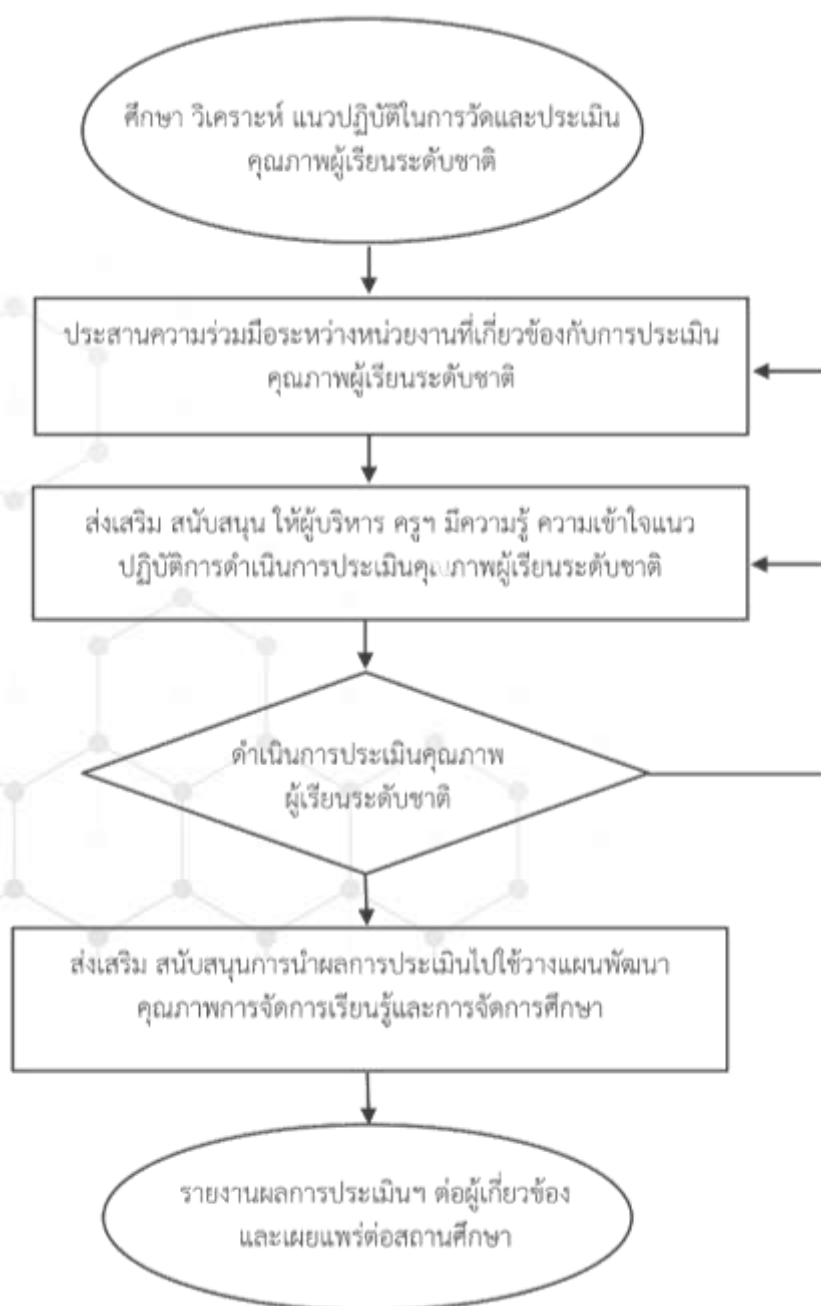 ศึกษา วิเคราะห์ แนวปฏิบัติในการวัดและประเมิน
คุณภาพผู้เรียนระดับชาติ
ประสานความร่วมมือระหว่างหน่วยงานที่เกี่ยวข้องกับการประเมิน
คุณภาพผู้เรียนระดับชาติ
ส่งเสริม สนับสนุน ให้ผู้บริหาร ครูฯ มีความรู้ ความเข้าใจแนว
ปฏิบัติการดำเนินการประเมินคุณภาพผู้เรียนระดับชาติ
ดำเนินการประเมินคุณภาพ
ผู้เรียนระดับชาติ
ส่งเสริม สนับสนุนการนำผลการประเมินไปใช้วางแผนพัฒนา
คุณภาพการจัดการเรียนรู้และการจัดการศึกษา
รายงานผลการประเมินฯ ต่อผู้เกี่ยวข้อง
และเผยแพร่ต่อสถานศึกษา